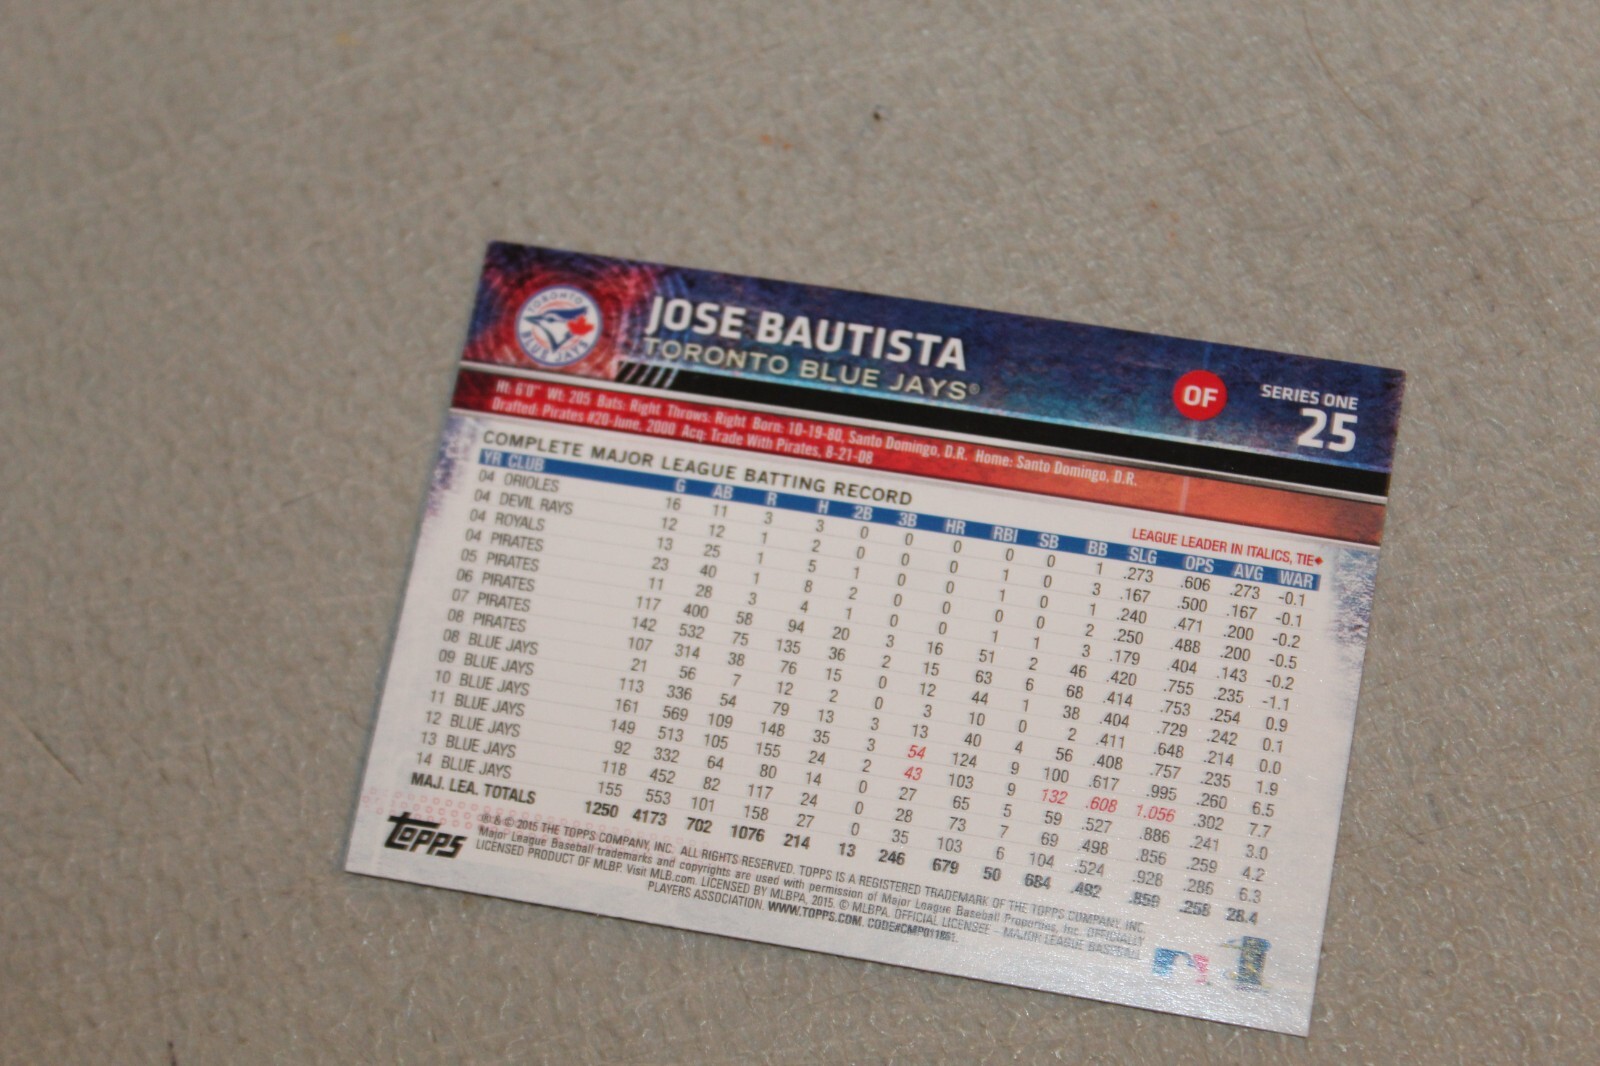 TORONTO
BLUE JAYS
JOSE BAUTISTA
TORONTO BLUE JAYS®
OF
SERIES ONE
25
Ht: 6'0" Wt: 205 Bats: Right Throws: Right Born: 10-19-80, Santo Domingo, D.R. Home: Santo Domingo, D.R.
Drafted: Pirates #20-June, 2000 Acq: Trade With Pirates, 8-21-08
COMPLETE MAJOR LEAGUE BATTING RECORD
LEAGUE LEADER IN ITALICS, TIE♦
YR CLUB G AB R H 2B 3B HR RBI SB BB SLG OPS AVG WAR
04 ORIOLES 16 11 3 3 0 0 0 0 0 1 .273 .606 .273 -0.1
04 DEVIL RAYS 12 12 1 2 0 0 0 1 0 3 .167 .500 .167 -0.1
04 ROYALS 13 25 1 5 1 0 0 1 0 1 .240 .471 .200 -0.2
04 PIRATES 23 40 1 8 2 0 0 0 0 2 .250 .488 .200 -0.5
05 PIRATES 11 28 3 4 1 0 0 1 1 3 .179 .404 .143 -0.2
06 PIRATES 117 400 58 94 20 3 16 51 2 46 .420 .755 .235 -1.1
07 PIRATES 142 532 75 135 36 2 15 63 6 68 .414 .753 .254 0.9
08 PIRATES 107 314 38 76 15 0 12 44 1 38 .404 .729 .242 0.1
08 BLUE JAYS 21 56 7 12 2 0 3 10 0 2 .411 .648 .214 0.0
09 BLUE JAYS 113 336 54 79 13 3 13 40 4 56 .408 .757 .235 1.9
10 BLUE JAYS 161 569 109 148 35 3 54 124 9 100 .617 .995 .260 6.5
11 BLUE JAYS 149 513 105 155 24 2 43 103 9 132 .608 1.056 .302 7.7
12 BLUE JAYS 92 332 64 80 14 0 27 65 5 59 .527 .886 .241 3.0
13 BLUE JAYS 118 452 82 117 24 0 28 73 7 69 .498 .856 .259 4.2
14 BLUE JAYS 155 553 101 158 27 0 35 103 6 104 .524 .928 .286 6.3
MAJ. LEA. TOTALS 1250 4173 702 1076 214 13 246 679 50 684 .492 .859 .258 28.4
topps
® & © 2015 THE TOPPS COMPANY, INC. ALL RIGHTS RESERVED. TOPPS IS A REGISTERED TRADEMARK OF THE TOPPS COMPANY, INC.
Major League Baseball trademarks and copyrights are used with permission of Major League Baseball Properties, Inc. OFFICIALLY
LICENSED PRODUCT OF MLBP. Visit MLB.com. LICENSED BY MLBPA, 2015. © MLBPA. OFFICIAL LICENSEE - MAJOR LEAGUE BASEBALL
PLAYERS ASSOCIATION. WWW.TOPPS.COM. CODE#CMP011861.